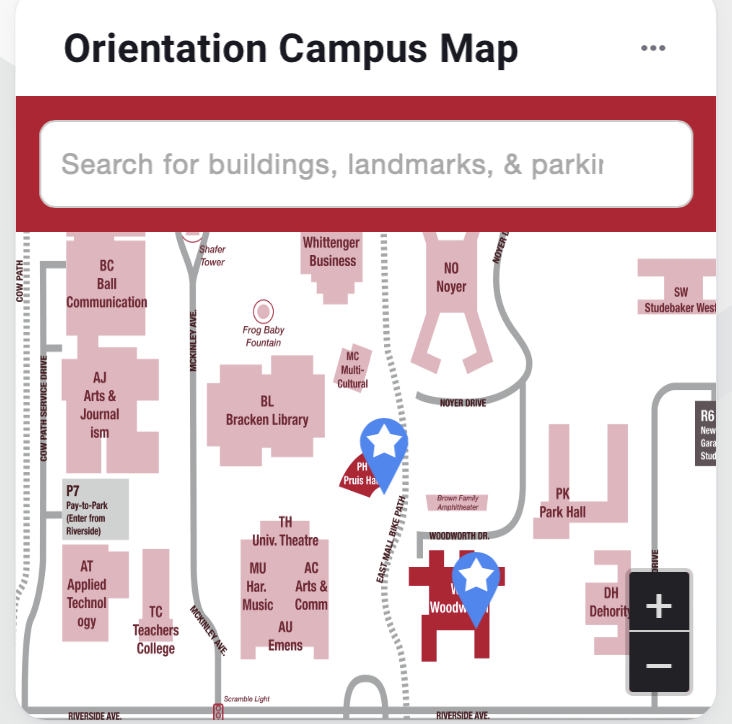 Orientation Campus Map
Search for buildings, landmarks, & parkin
COW PATH
BC
Ball
Communication
Shafer
Tower
Whittenger
Business
NO
Noyer
NOYER D
SW
Studebaker West
MCKINLEY AVE.
Frog Baby
Fountain
COW PATH SERVICE DRIVE
AJ
Arts &
Journal
ism
BL
Bracken Library
MC
Multi-
Cultural
NOYER DRIVE
R6
New
Gara
Stud
PH
Pruis Ha
P7
Pay-to-Park
(Enter from
Riverside)
EAST MALL BIKE PATH
Brown Family
Amphitheater
PK
Park Hall
WOODWORTH DR.
TH
Univ. Theatre
MU
Har.
Music
AC
Arts &
Comm
AU
Emens
AT
Applied
Technol
ogy
TC
Teachers
College
MCKINLEY AVE.
W
Woodw
DH
Dehority
DRIVE
+
−
Scramble Light
RIVERSIDE AVE.
RIVERSIDE AVE.